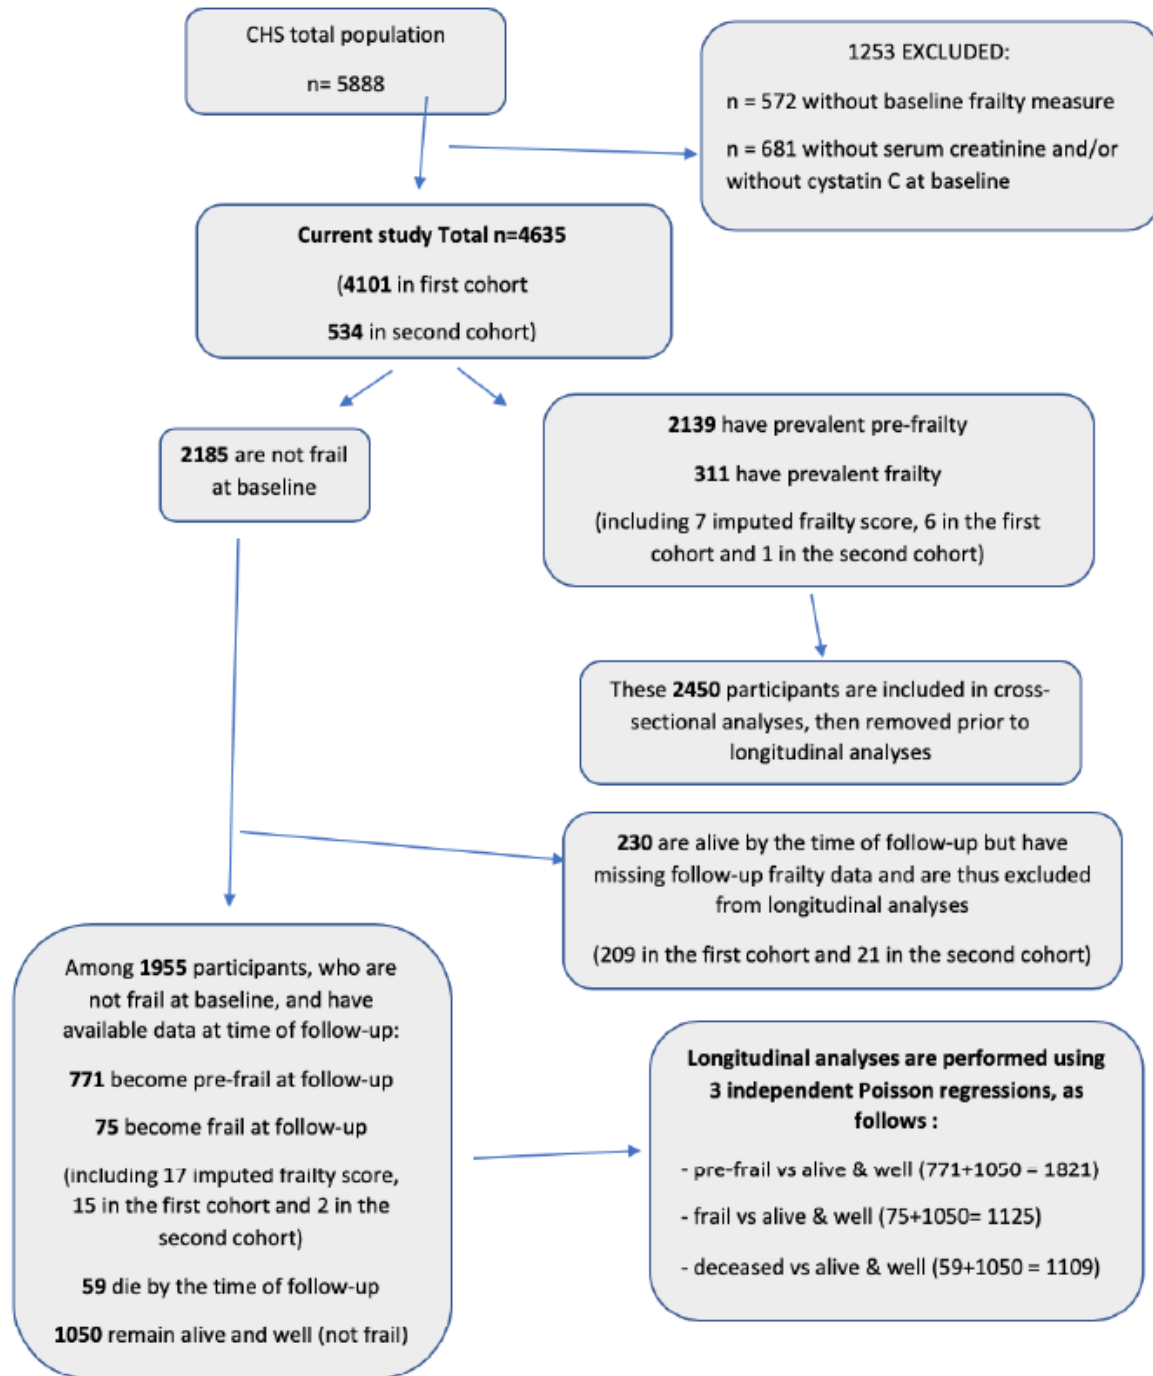 CHS total population
n= 5888
1253 EXCLUDED:
n = 572 without baseline frailty measure
n = 681 without serum creatinine and/or
without cystatin C at baseline
Current study Total n=4635
(4101 in first cohort
534 in second cohort)
2185 are not frail
at baseline
2139 have prevalent pre-frailty
311 have prevalent frailty
(including 7 imputed frailty score, 6 in the first
cohort and 1 in the second cohort)
These 2450 participants are included in cross-
sectional analyses, then removed prior to
longitudinal analyses
230 are alive by the time of follow-up but have
missing follow-up frailty data and are thus excluded
from longitudinal analyses
(209 in the first cohort and 21 in the second cohort)
Among 1955 participants, who are
not frail at baseline, and have
available data at time of follow-up:
771 become pre-frail at follow-up
75 become frail at follow-up
(including 17 imputed frailty score,
15 in the first cohort and 2 in the
second cohort)
59 die by the time of follow-up
1050 remain alive and well (not frail)
Longitudinal analyses are performed using
3 independent Poisson regressions, as
follows :
- pre-frail vs alive & well (771+1050 = 1821)
- frail vs alive & well (75+1050= 1125)
- deceased vs alive & well (59+1050 = 1109)